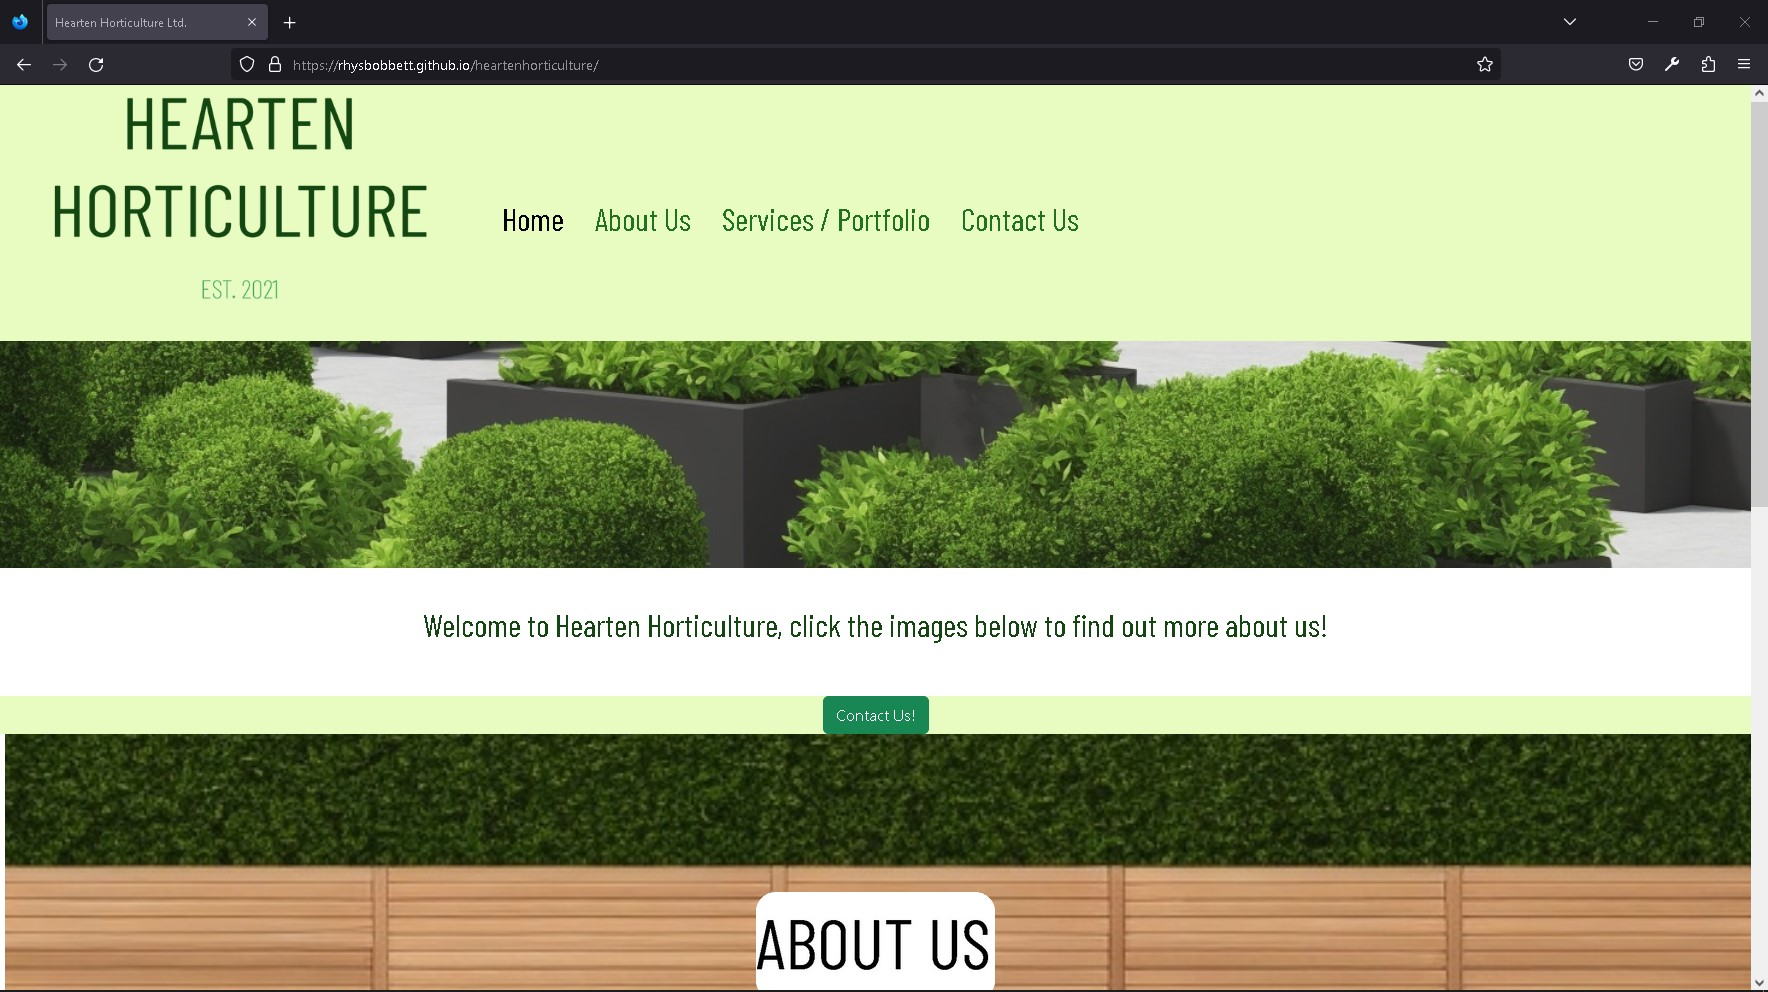 Hearten Horticulture Ltd.
https://rhysbobbett.github.io/heartenhorticulture/
HEARTEN
HORTICULTURE
EST. 2021
Home About Us Services / Portfolio Contact Us
Welcome to Hearten Horticulture, click the images below to find out more about us!
Contact Us!
ABOUT US